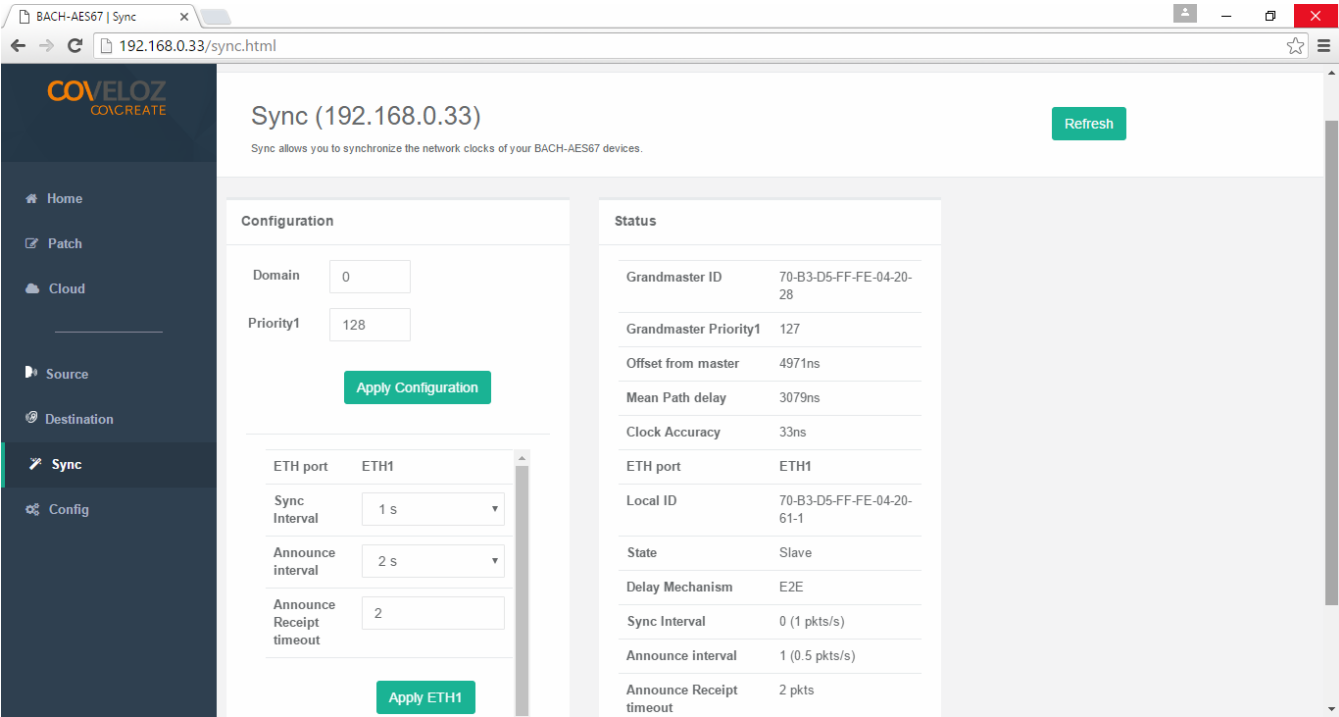 BACH-AES67 | Sync
192.168.0.33/sync.html
COVELOZ
CO\CREATE
Home
Patch
Cloud
Source
Destination
Sync
Config
Sync (192.168.0.33)
Refresh
Sync allows you to synchronize the network clocks of your BACH-AES67 devices.
Configuration
Domain 0
Priority1 128
Apply Configuration
ETH port ETH1
Sync
Interval
1 s
Announce
interval
2 s
Announce
Receipt
timeout
2
Apply ETH1
Status
Grandmaster ID 70-B3-D5-FF-FE-04-20-
28
Grandmaster Priority1 127
Offset from master 4971ns
Mean Path delay 3079ns
Clock Accuracy 33ns
ETH port ETH1
Local ID 70-B3-D5-FF-FE-04-20-
61-1
State Slave
Delay Mechanism E2E
Sync Interval 0 (1 pkts/s)
Announce interval 1 (0.5 pkts/s)
Announce Receipt 2 pkts
timeout